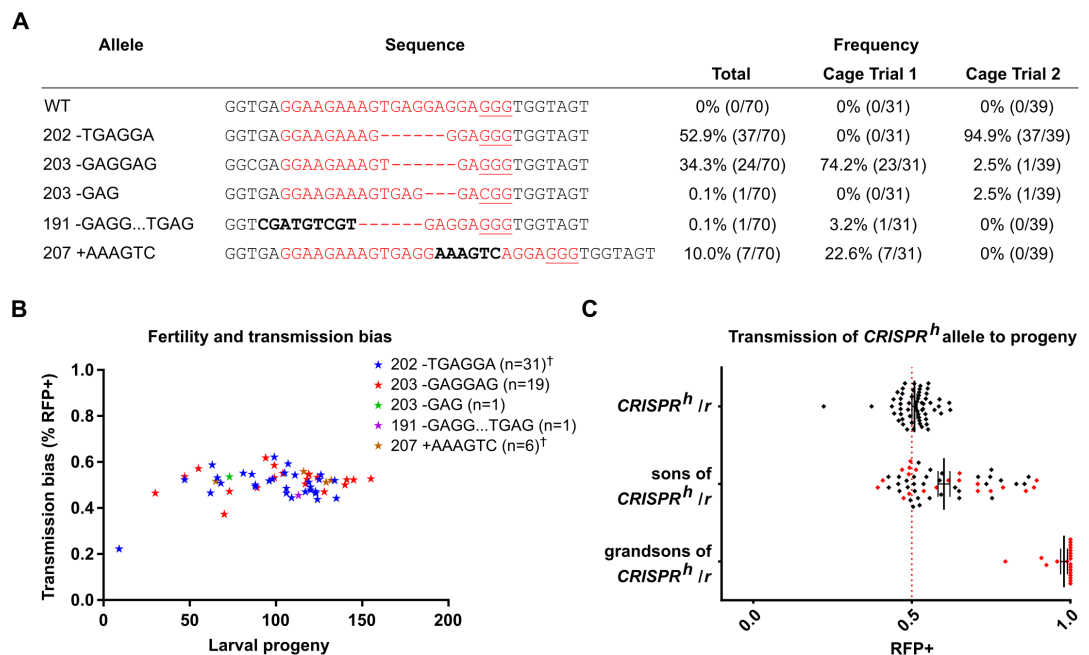 A
Allele Sequence Frequency
Total Cage Trial 1 Cage Trial 2
WT GGTGAGGAAGAAAGTGAGGAGGAGGGTGGTAGT 0% (0/70) 0% (0/31) 0% (0/39)
202 -TGAGGA GGTGAGGAAGAAAG------GGAGGGTGGTAGT 52.9% (37/70) 0% (0/31) 94.9% (37/39)
203 -GAGGAG GGCGAGGAAGAAAGT------GAGGGTGGTAGT 34.3% (24/70) 74.2% (23/31) 2.5% (1/39)
203 -GAG GGTGAGGAAGAAAGTGAG---GACGGTGGTAGT 0.1% (1/70) 0% (0/31) 2.5% (1/39)
191 -GAGG...TGAG GGTCGATGTCGT------GAGGAGGGTGGTAGT 0.1% (1/70) 3.2% (1/31) 0% (0/39)
207 +AAAGTC GGTGAGGAAGAAAGTGAGGAAAGTCAGGAGGGTGGTAGT 10.0% (7/70) 22.6% (7/31) 0% (0/39)
B
Fertility and transmission bias
202 -TGAGGA (n=31)†
203 -GAGGAG (n=19)
203 -GAG (n=1)
191 -GAGG...TGAG (n=1)
207 +AAAGTC (n=6)†
Transmission bias (% RFP+)
1.0
0.8
0.6
0.4
0.2
0.0
0 50 100 150 200
Larval progeny
C
Transmission of CRISPRʰ allele to progeny
CRISPRʰ/r
sons of
CRISPRʰ/r
grandsons of
CRISPRʰ/r
0.0 0.5 1.0
RFP+